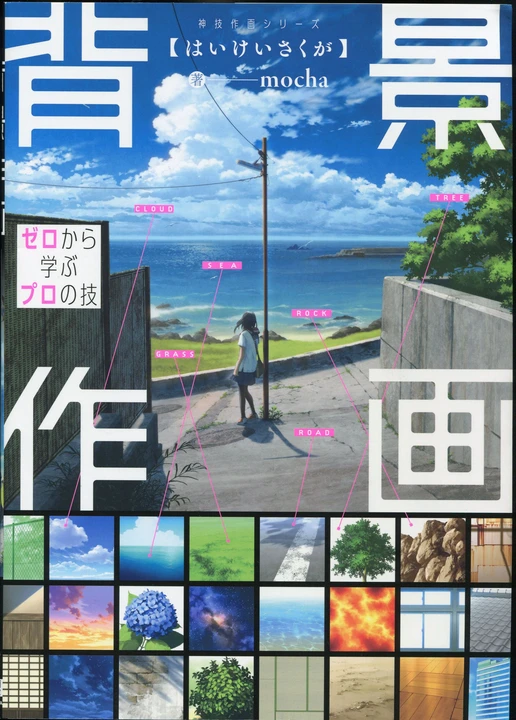 神技作画シリーズ
【はいけいさくが】
著 mocha
背景
作画
ゼロから
学ぶ
プロの技
CLOUD
TREE
SEA
ROCK
GRASS
ROAD